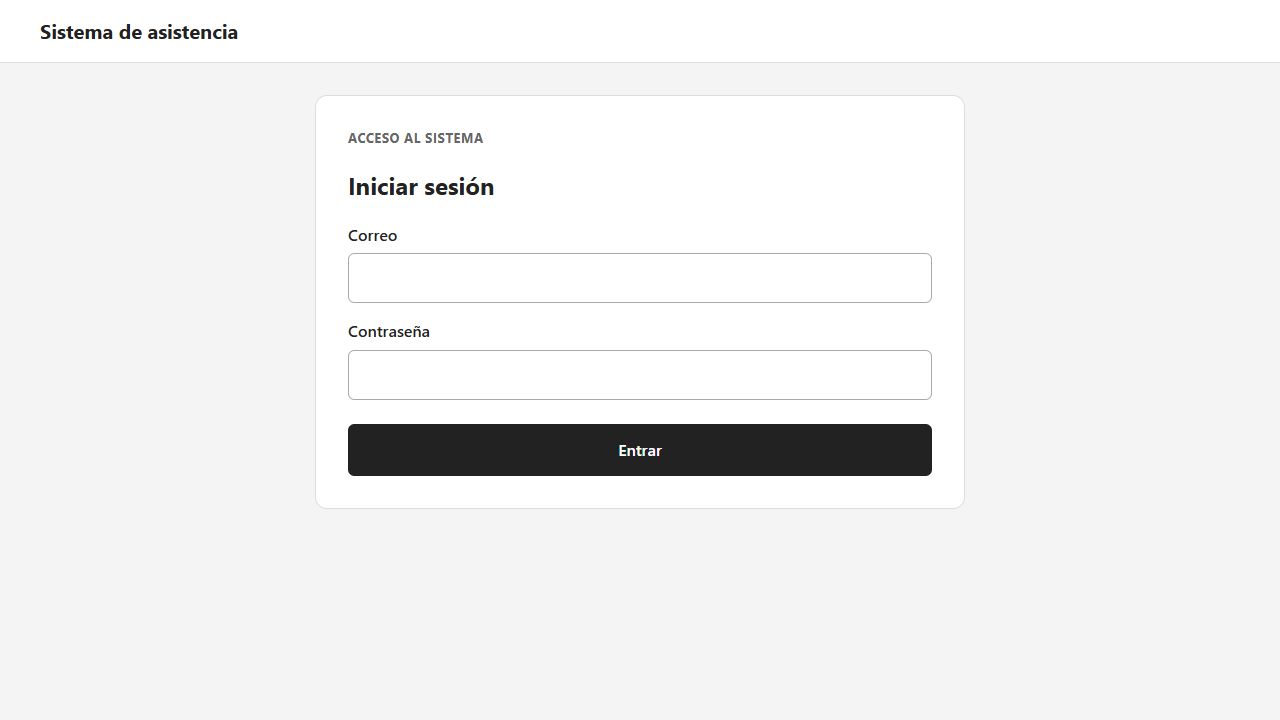 Sistema de asistencia
ACCESO AL SISTEMA
Iniciar sesión
Correo
Contraseña
Entrar